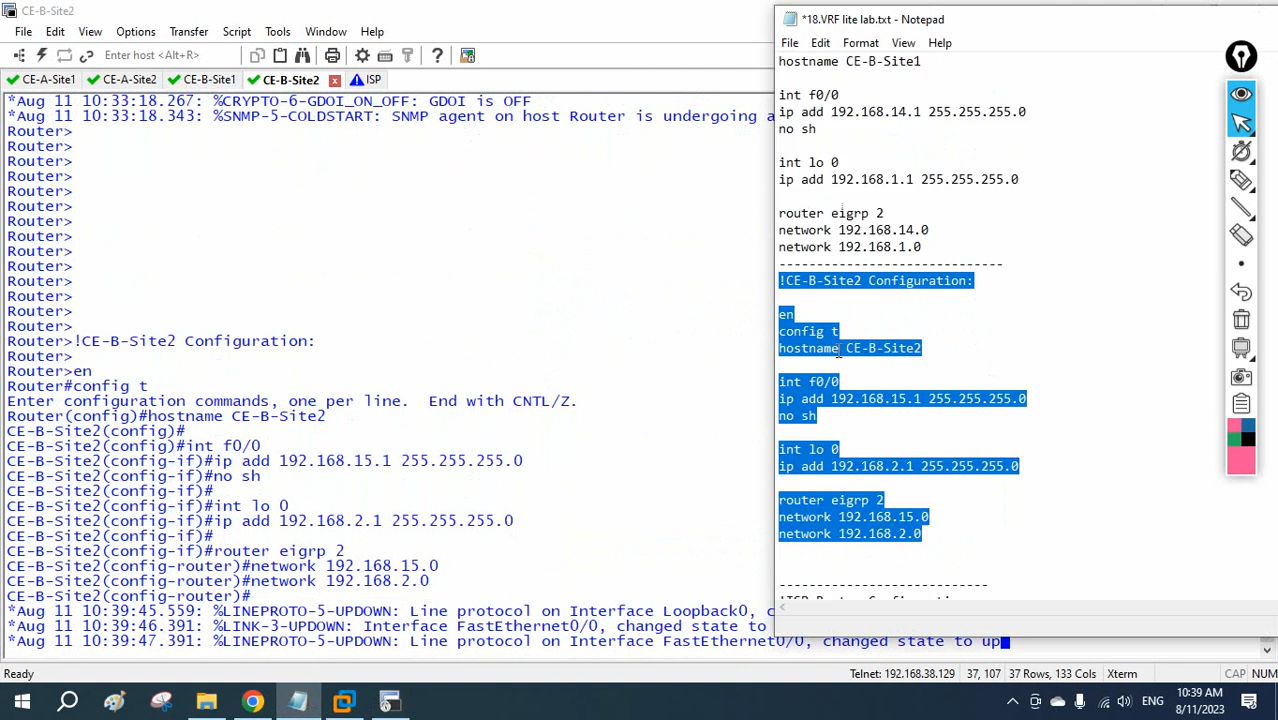 CE-B-Site2
File Edit View Options Transfer Script Tools Window Help
Enter host <Alt+R>
CE-A-Site1 CE-A-Site2 CE-B-Site1 CE-B-Site2 ISP
*Aug 11 10:33:18.267: %CRYPTO-6-GDOI_ON_OFF: GDOI is OFF
*Aug 11 10:33:18.343: %SNMP-5-COLDSTART: SNMP agent on host Router is undergoing a
Router>
Router>
Router>
Router>
Router>
Router>
Router>
Router>
Router>
Router>
Router>
Router>
Router>
Router>
Router>!CE-B-Site2 Configuration:
Router>
Router>en
Router#config t
Enter configuration commands, one per line.  End with CNTL/Z.
Router(config)#hostname CE-B-Site2
CE-B-Site2(config)#
CE-B-Site2(config)#int f0/0
CE-B-Site2(config-if)#ip add 192.168.15.1 255.255.255.0
CE-B-Site2(config-if)#no sh
CE-B-Site2(config-if)#
CE-B-Site2(config-if)#int lo 0
CE-B-Site2(config-if)#ip add 192.168.2.1 255.255.255.0
CE-B-Site2(config-if)#
CE-B-Site2(config-if)#router eigrp 2
CE-B-Site2(config-router)#network 192.168.15.0
CE-B-Site2(config-router)#network 192.168.2.0
CE-B-Site2(config-router)#
*Aug 11 10:39:45.559: %LINEPROTO-5-UPDOWN: Line protocol on Interface Loopback0, c
*Aug 11 10:39:46.391: %LINK-3-UPDOWN: Interface FastEthernet0/0, changed state to
*Aug 11 10:39:47.391: %LINEPROTO-5-UPDOWN: Line protocol on Interface FastEthernet0/0, changed state to up
*18.VRF lite lab.txt - Notepad
File Edit Format View Help
hostname CE-B-Site1
int f0/0
ip add 192.168.14.1 255.255.255.0
no sh
int lo 0
ip add 192.168.1.1 255.255.255.0
router eigrp 2
network 192.168.14.0
network 192.168.1.0
------------------------------
!CE-B-Site2 Configuration:
en
config t
hostname CE-B-Site2
int f0/0
ip add 192.168.15.1 255.255.255.0
no sh
int lo 0
ip add 192.168.2.1 255.255.255.0
router eigrp 2
network 192.168.15.0
network 192.168.2.0
----------------------------
Ready Telnet: 192.168.38.129 37, 107 37 Rows, 133 Cols Xterm CAP NUM
ENG 10:39 AM
8/11/2023